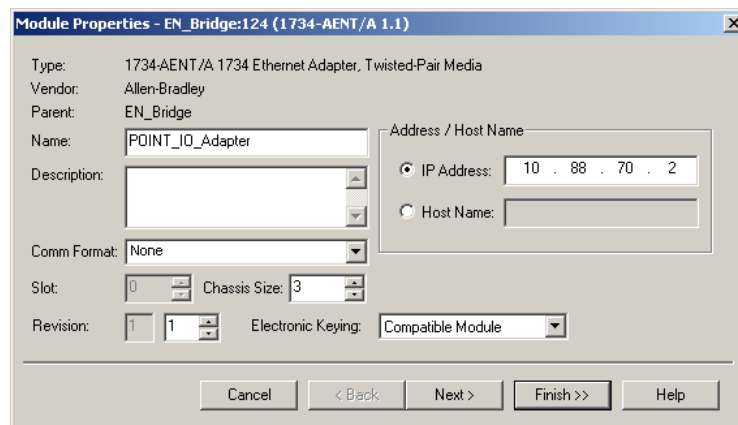 Module Properties - EN_Bridge:124 (1734-AENT/A 1.1)
Type: 1734-AENT/A 1734 Ethernet Adapter, Twisted-Pair Media
Vendor: Allen-Bradley
Parent: EN_Bridge
Name: POINT_IO_Adapter
Address / Host Name
IP Address: 10 . 88 . 70 . 2
Description:
Host Name:
Comm Format: None
Slot: 0 Chassis Size: 3
Revision: 1 1 Electronic Keying: Compatible Module
Cancel < Back Next > Finish >> Help